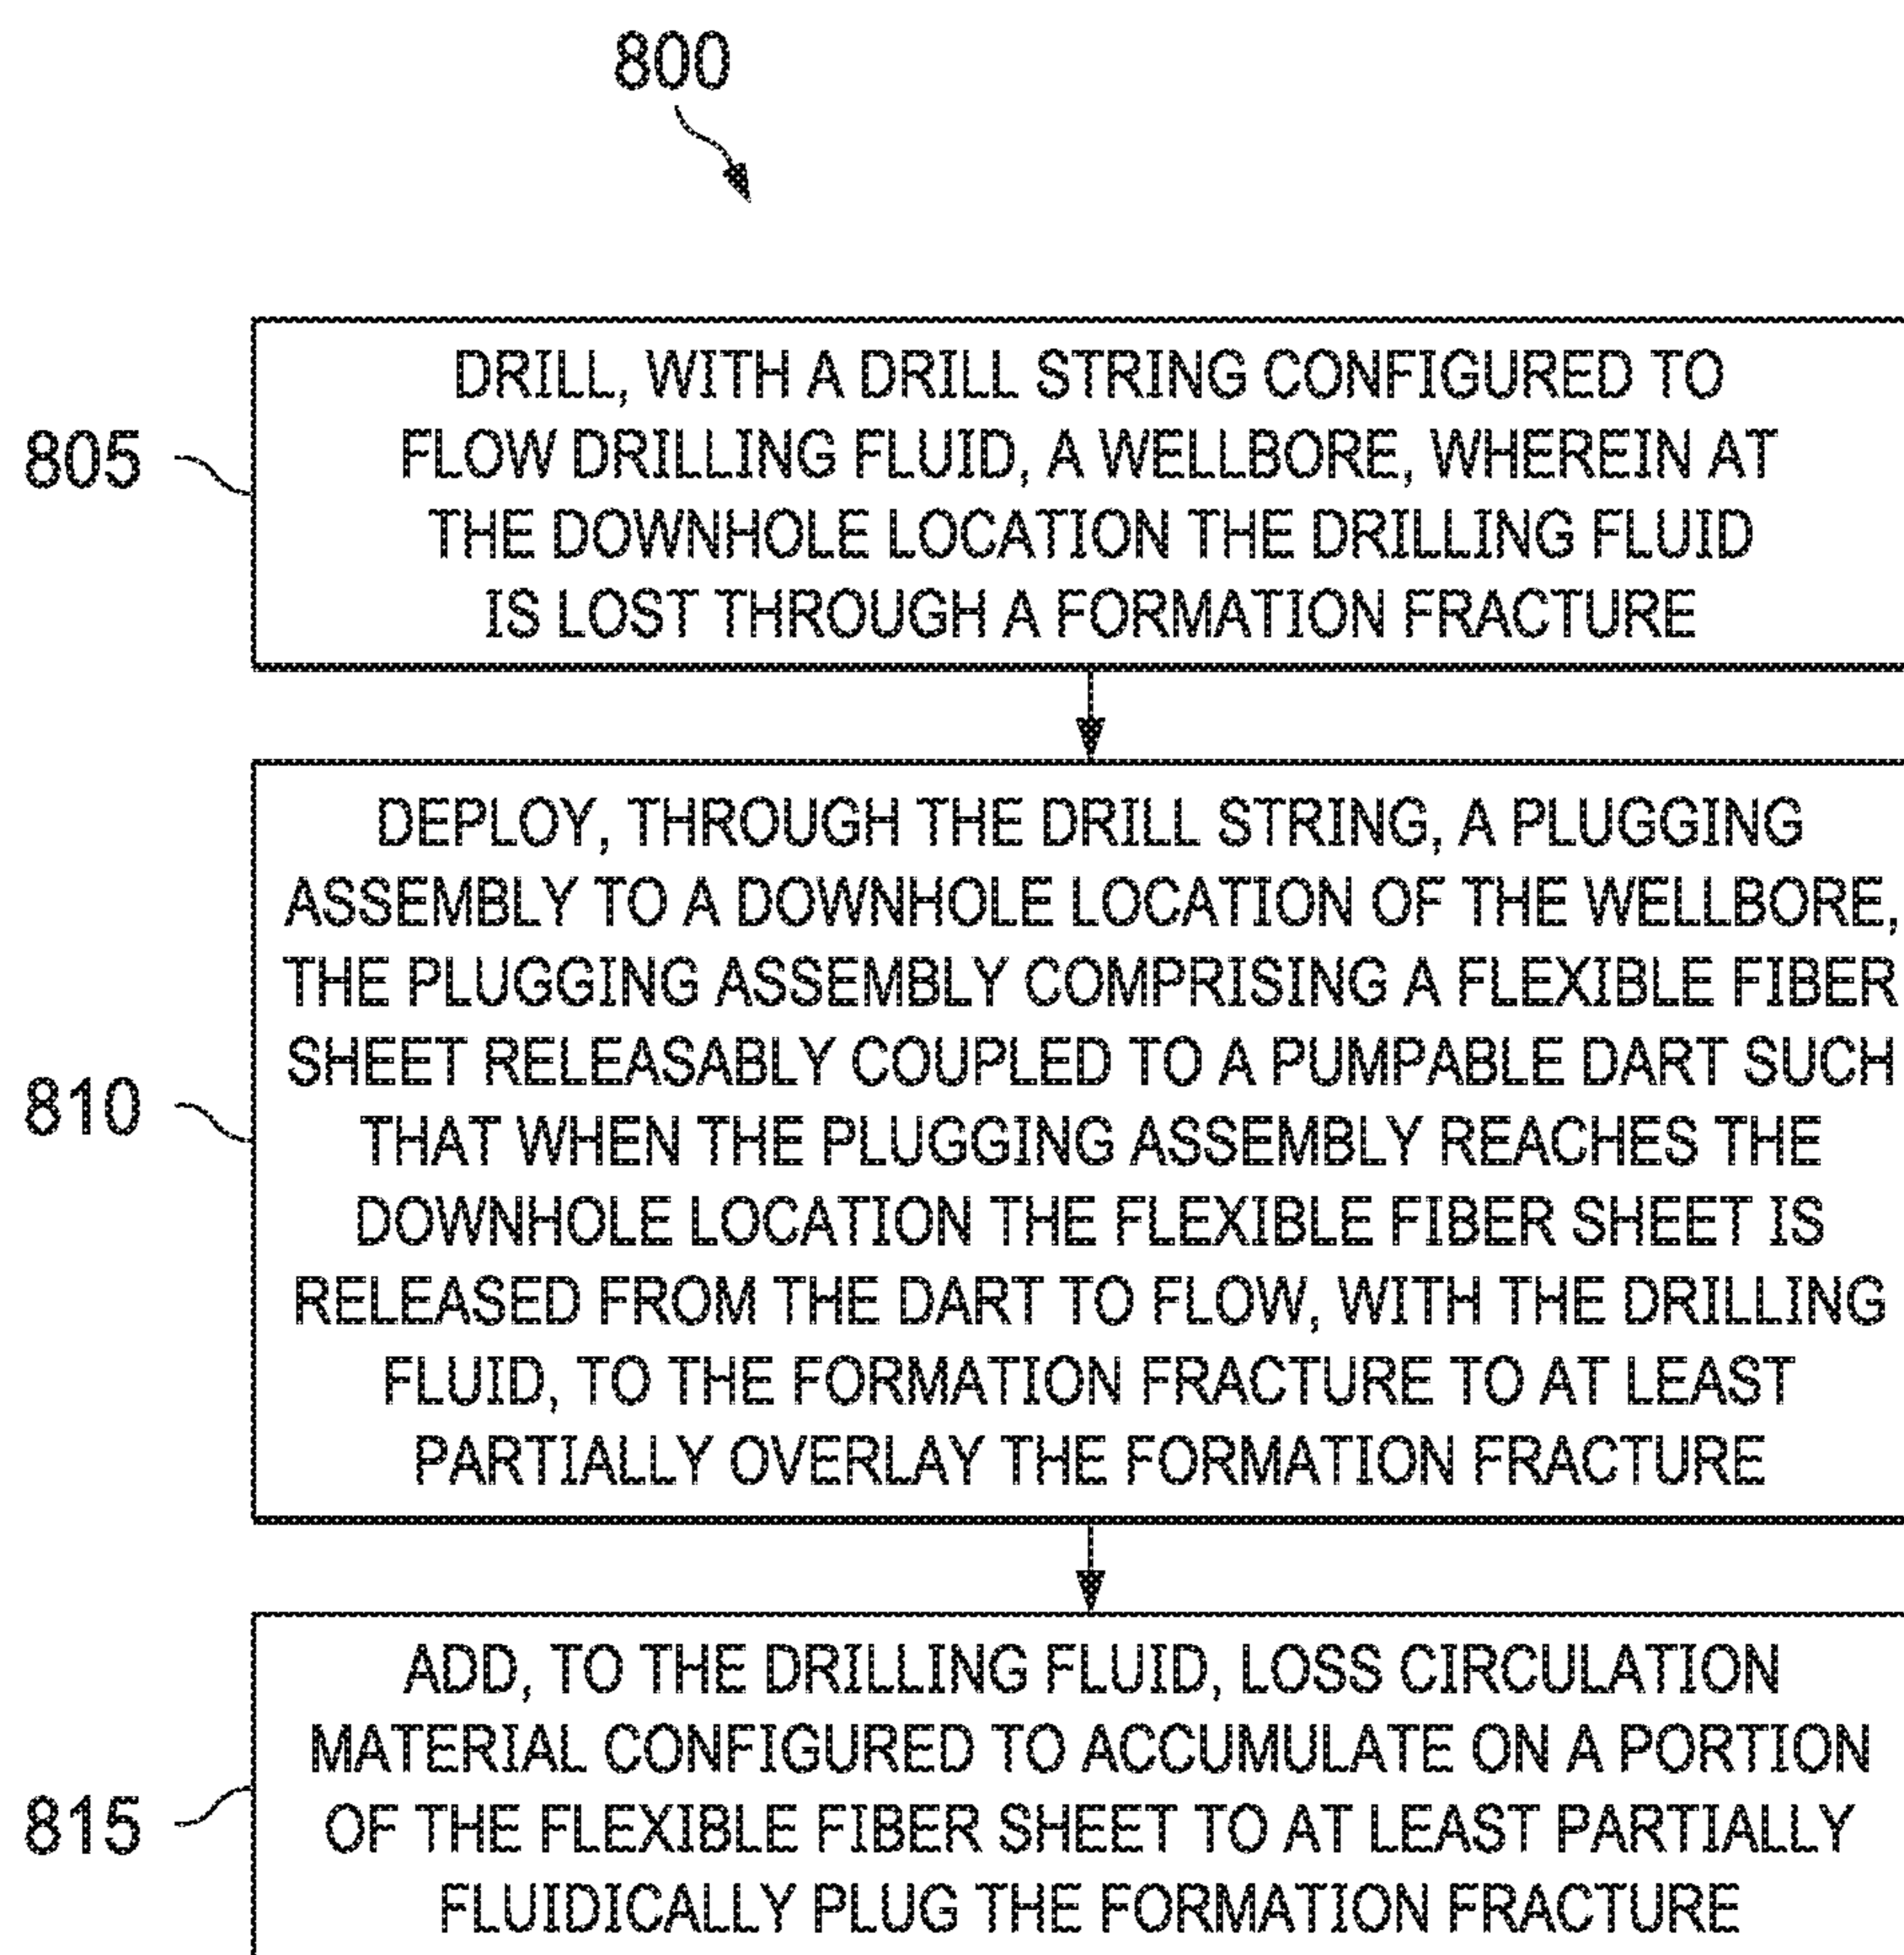 800
805
DRILL, WITH A DRILL STRING CONFIGURED TO
FLOW DRILLING FLUID, A WELLBORE, WHEREIN AT
THE DOWNHOLE LOCATION THE DRILLING FLUID
IS LOST THROUGH A FORMATION FRACTURE
810
DEPLOY, THROUGH THE DRILL STRING, A PLUGGING
ASSEMBLY TO A DOWNHOLE LOCATION OF THE WELLBORE,
THE PLUGGING ASSEMBLY COMPRISING A FLEXIBLE FIBER
SHEET RELEASABLY COUPLED TO A PUMPABLE DART SUCH
THAT WHEN THE PLUGGING ASSEMBLY REACHES THE
DOWNHOLE LOCATION THE FLEXIBLE FIBER SHEET IS
RELEASED FROM THE DART TO FLOW, WITH THE DRILLING
FLUID, TO THE FORMATION FRACTURE TO AT LEAST
PARTIALLY OVERLAY THE FORMATION FRACTURE
815
ADD, TO THE DRILLING FLUID, LOSS CIRCULATION
MATERIAL CONFIGURED TO ACCUMULATE ON A PORTION
OF THE FLEXIBLE FIBER SHEET TO AT LEAST PARTIALLY
FLUIDICALLY PLUG THE FORMATION FRACTURE